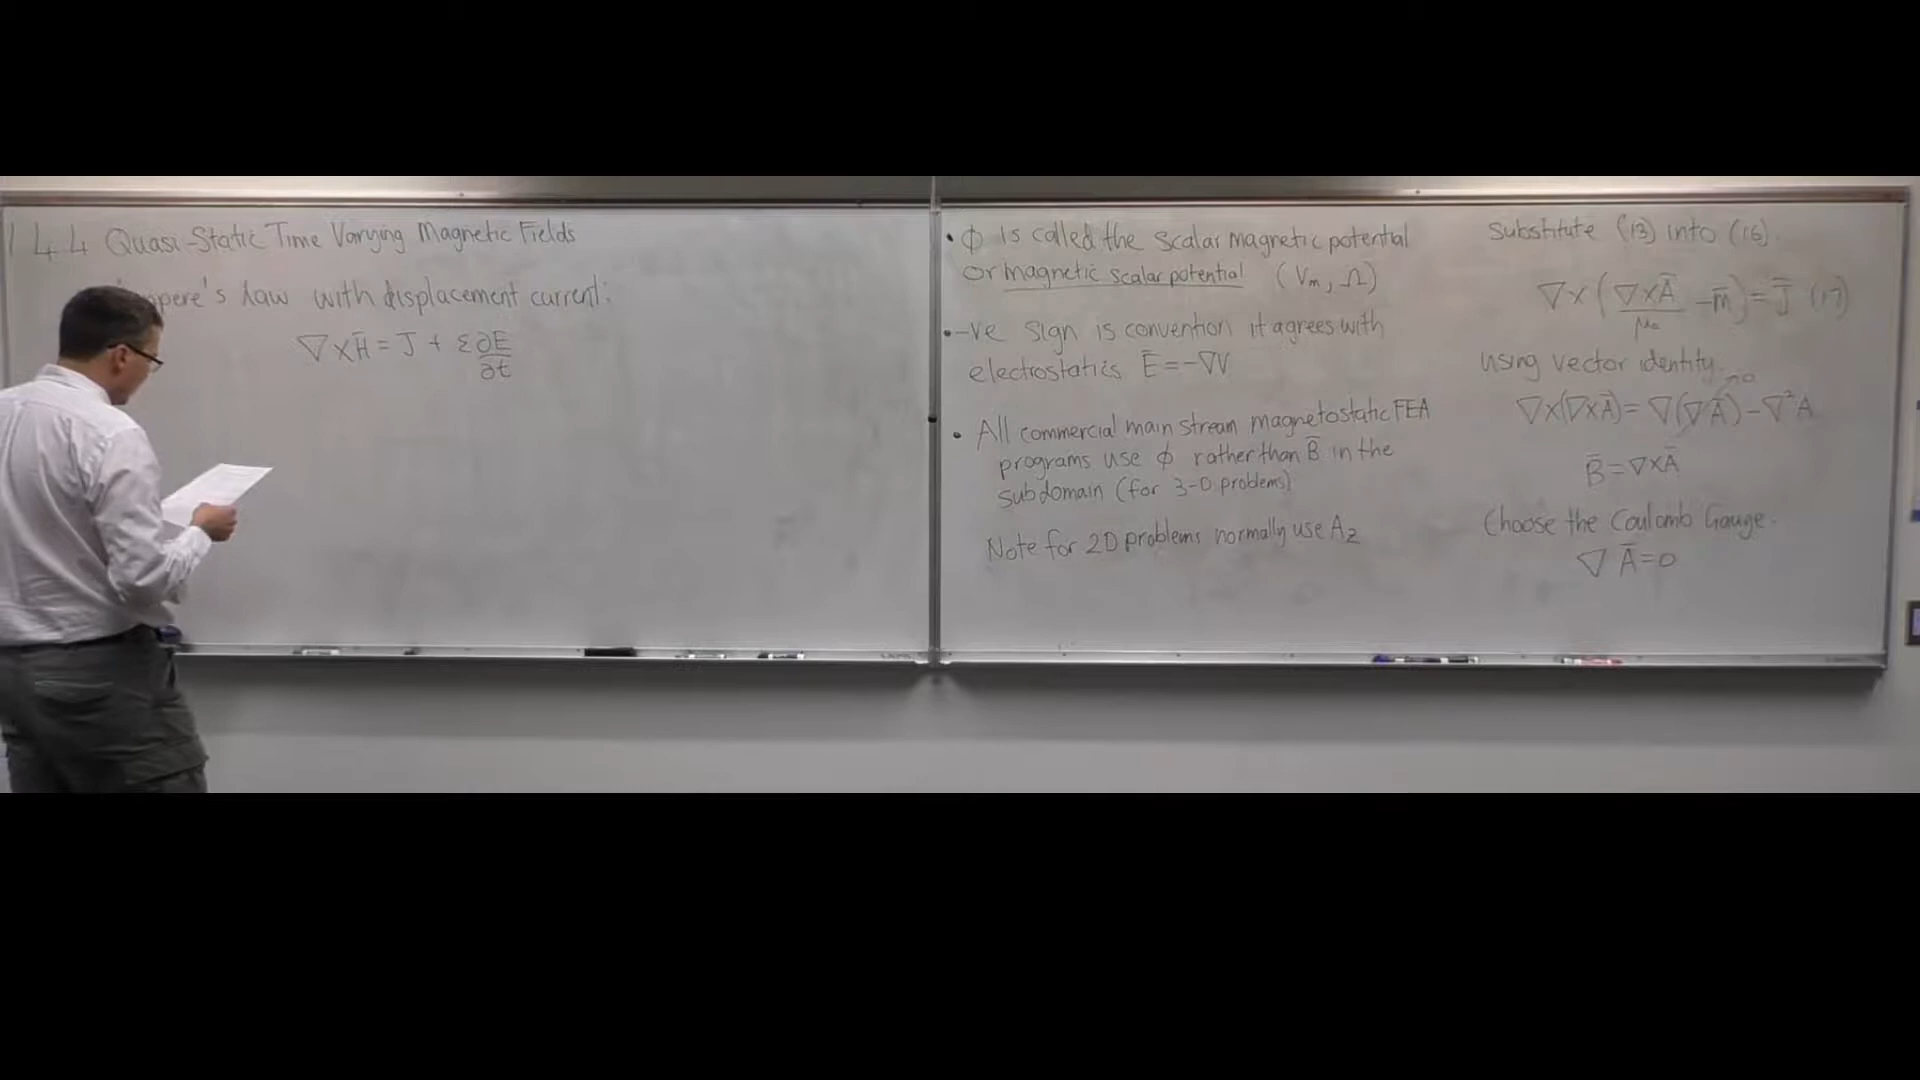 1 4 4 Quasi-Static Time Varying Magnetic Fields
pere's Law with displacement current:
∇×H̄ = J + ε∂E/∂t
• φ is called the scalar magnetic potential
or magnetic scalar potential (Vm, Ω)
• -ve sign is convention it agrees with
electrostatics Ē = -∇V
• All commercial main stream magnetostatic FEA
programs use φ rather than B̄ in the
subdomain (for 3-D problems)
Note for 2D problems normally use Az
Substitute (13) into (16).
∇×(∇×Ā/μ₀ - m̄) = J̄ (17)
using vector identity.
∇×(∇×Ā) = ∇(∇Ā)→0 - ∇²A
B̄ = ∇×Ā
Choose the Coulomb Gauge.
∇ Ā = 0